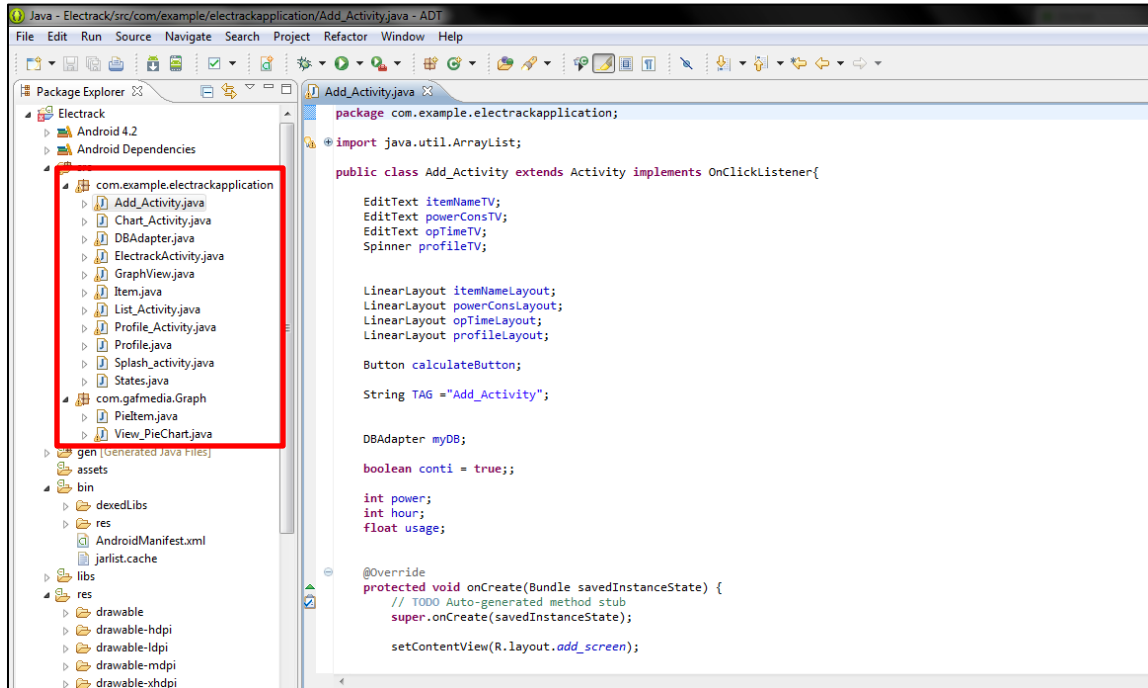 Java - Electrack/src/com/example/electrackapplication/Add_Activity.java - ADT
File Edit Run Source Navigate Search Project Refactor Window Help
Package Explorer
Electrack
Android 4.2
Android Dependencies
src
com.example.electrackapplication
Add_Activity.java
Chart_Activity.java
DBAdapter.java
ElectrackActivity.java
GraphView.java
Item.java
List_Activity.java
Profile_Activity.java
Profile.java
Splash_activity.java
States.java
com.gafmedia.Graph
PieItem.java
View_PieChart.java
gen [Generated Java Files]
assets
bin
dexedLibs
res
AndroidManifest.xml
jarlist.cache
libs
res
drawable
drawable-hdpi
drawable-ldpi
drawable-mdpi
drawable-xhdpi
Add_Activity.java
package com.example.electrackapplication;
import java.util.ArrayList;
public class Add_Activity extends Activity implements OnClickListener{
EditText itemNameTV;
EditText powerConsTV;
EditText opTimeTV;
Spinner profileTV;
LinearLayout itemNameLayout;
LinearLayout powerConsLayout;
LinearLayout opTimeLayout;
LinearLayout profileLayout;
Button calculateButton;
String TAG ="Add_Activity";
DBAdapter myDB;
boolean conti = true;;
int power;
int hour;
float usage;
@Override
protected void onCreate(Bundle savedInstanceState) {
// TODO Auto-generated method stub
super.onCreate(savedInstanceState);
setContentView(R.layout.add_screen);